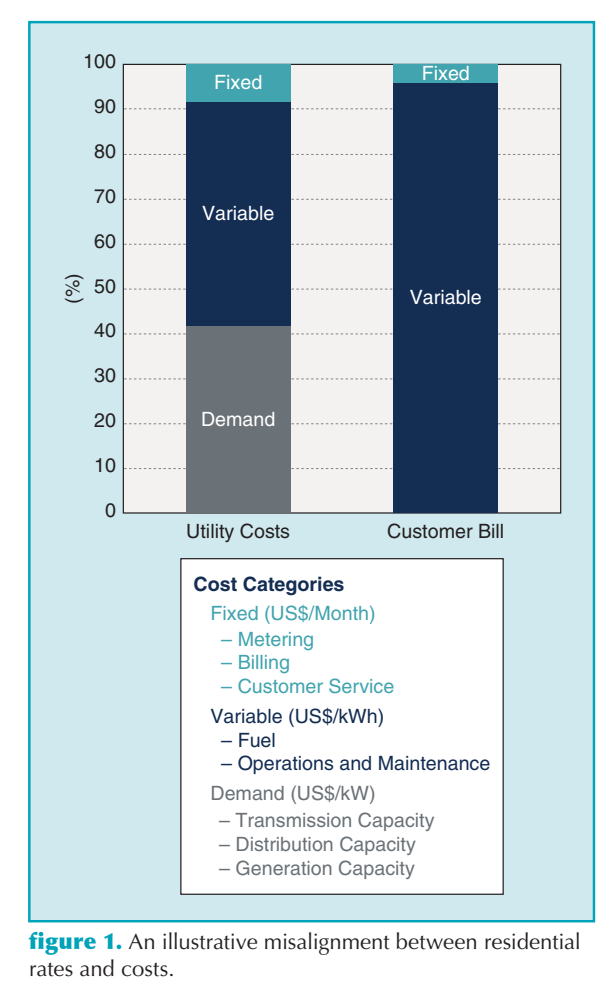 100
Fixed
Fixed
90
80
70
Variable
60
(%)
50
Variable
40
30
20
Demand
10
0
Utility Costs
Customer Bill
Cost Categories
Fixed (US$/Month)
– Metering
– Billing
– Customer Service
Variable (US$/kWh)
– Fuel
– Operations and Maintenance
Demand (US$/kW)
– Transmission Capacity
– Distribution Capacity
– Generation Capacity
figure 1. An illustrative misalignment between residential
rates and costs.